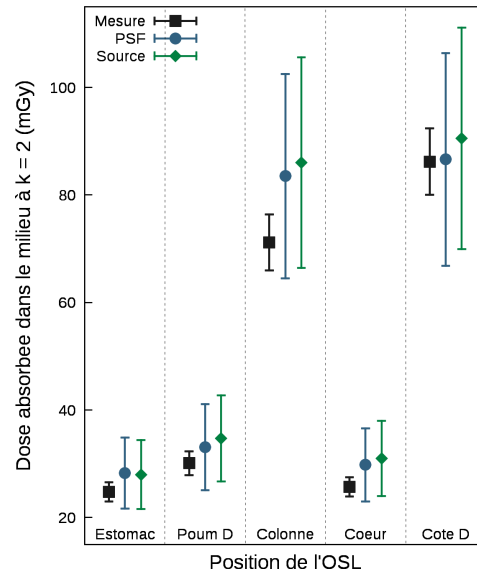 Mesure
PSF
Source
Dose absorbee dans le milieu à k = 2 (mGy)
100
80
60
40
20
Estomac Poum D Colonne Coeur Cote D
Position de l'OSL